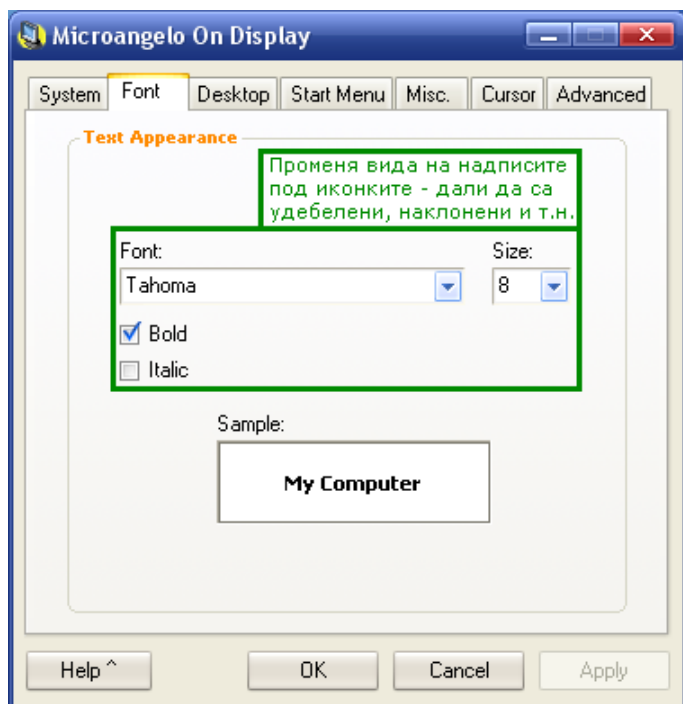 Microangelo On Display
System Font Desktop Start Menu Misc. Cursor Advanced
Text Appearance
Променя вида на надписите
под иконките - дали да са
удебелени, наклонени и т.н.
Font: Size:
Tahoma 8
Bold
Italic
Sample:
My Computer
Help ^ OK Cancel Apply